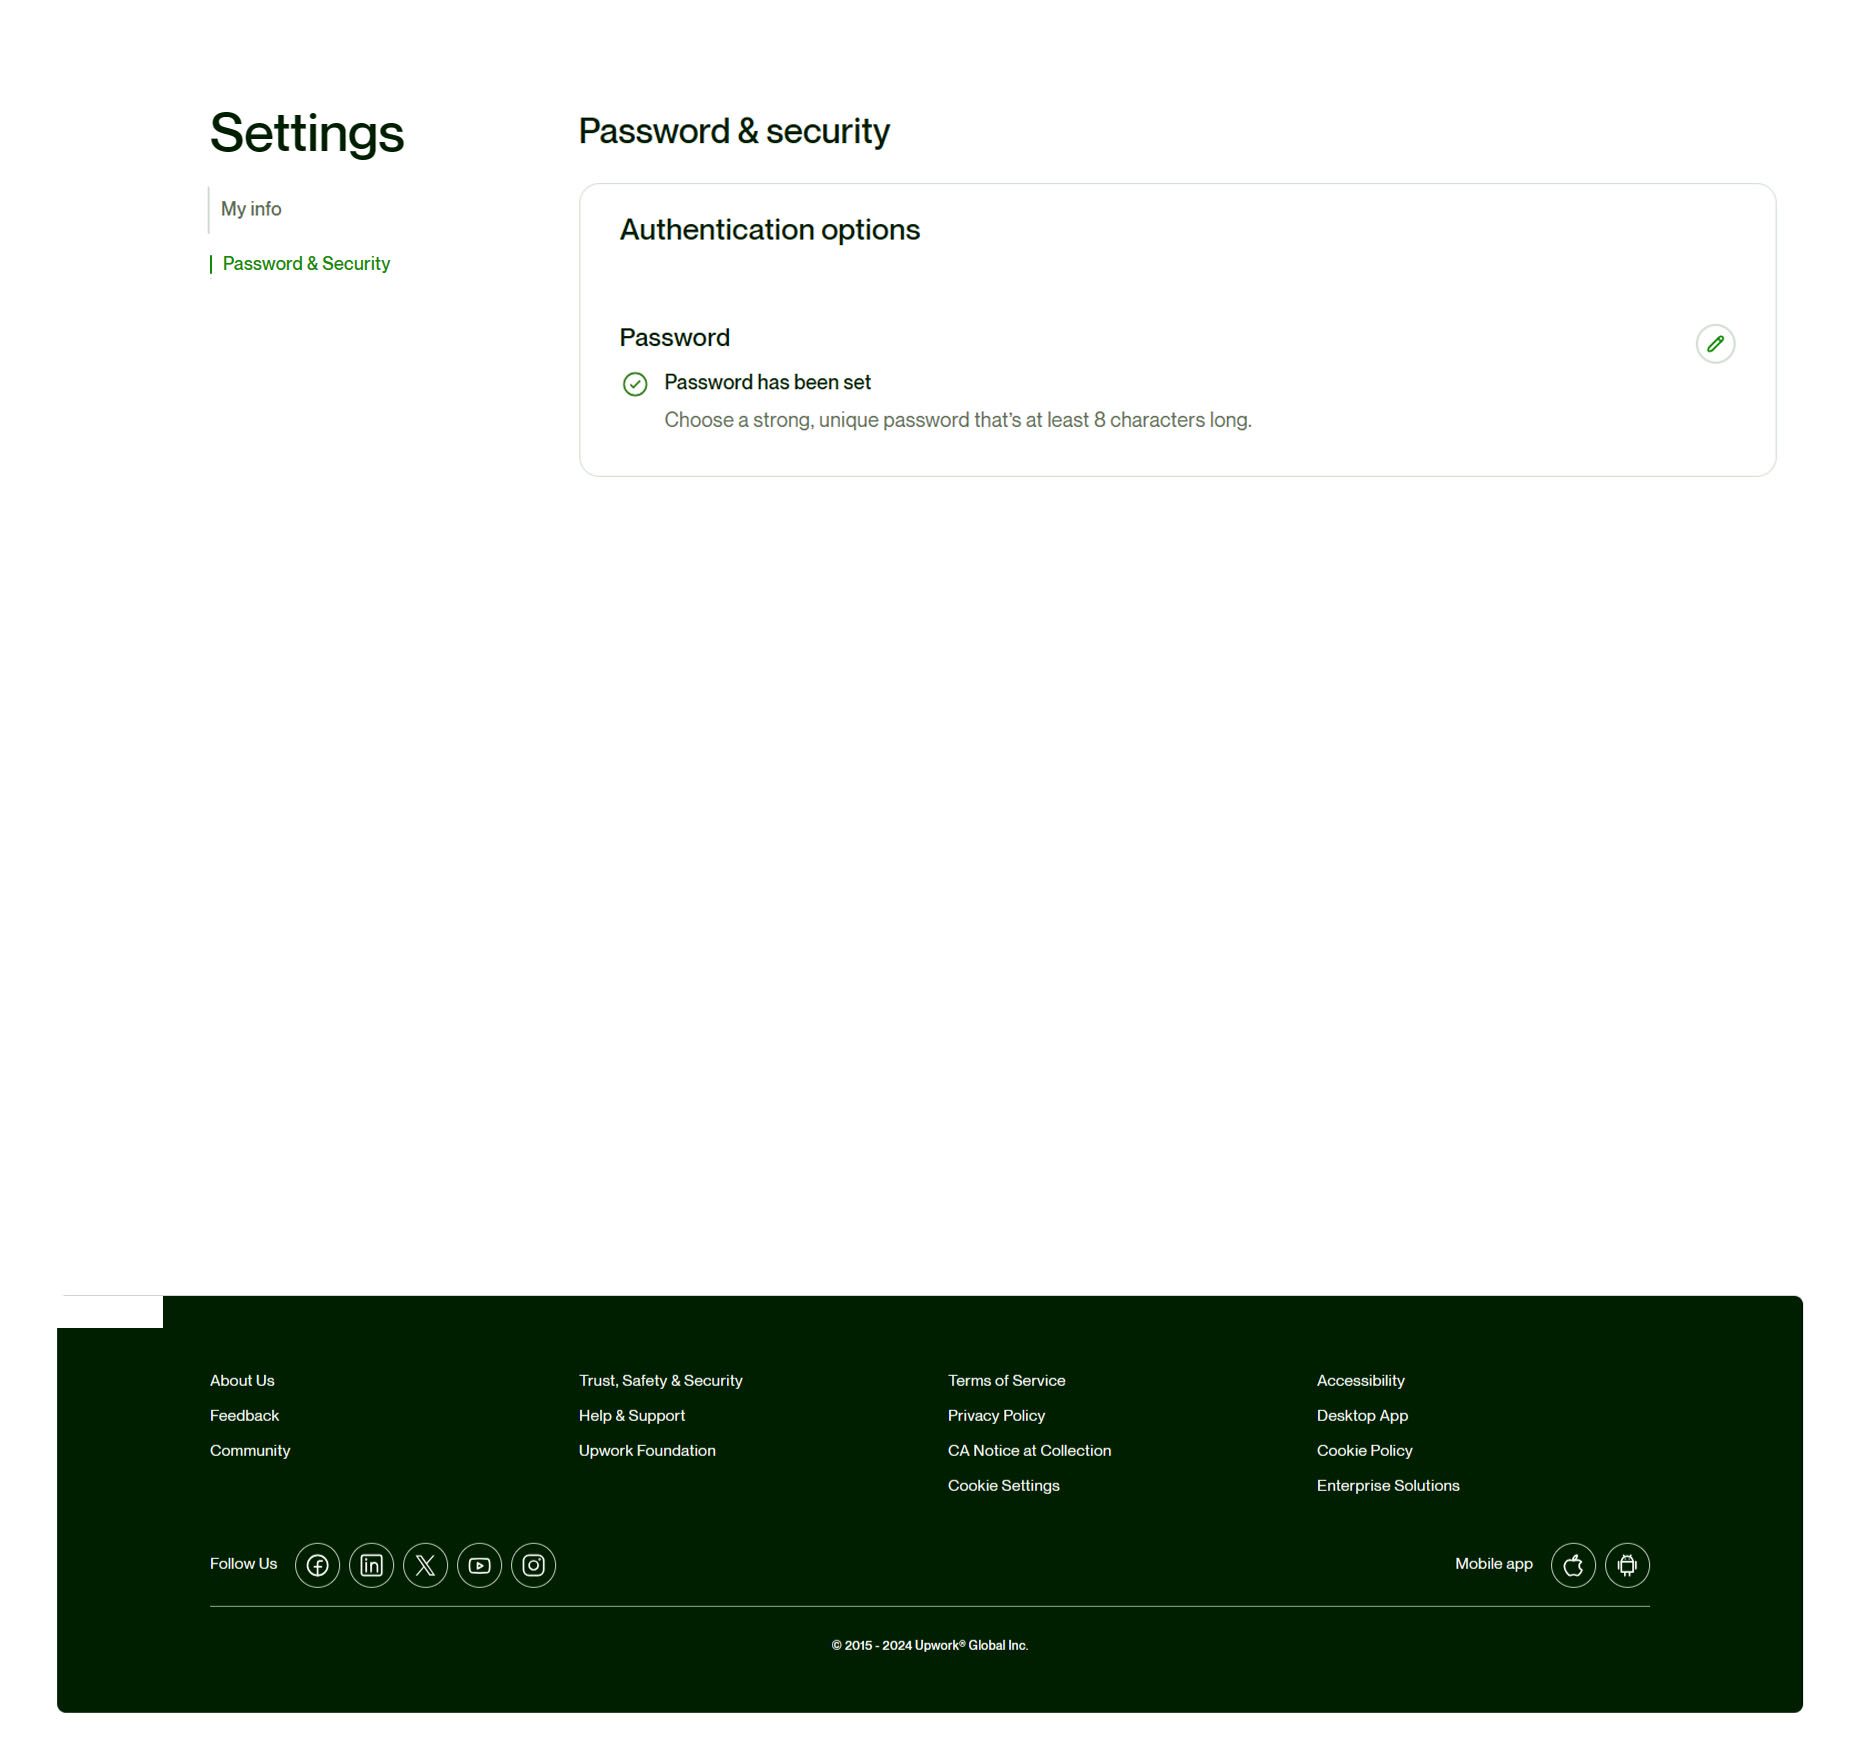 Settings
My info
Password & Security
Password & security
Authentication options
Password
Password has been set
Choose a strong, unique password that's at least 8 characters long.
About Us
Feedback
Community
Trust, Safety & Security
Help & Support
Upwork Foundation
Terms of Service
Privacy Policy
CA Notice at Collection
Cookie Settings
Accessibility
Desktop App
Cookie Policy
Enterprise Solutions
Follow Us
Mobile app
© 2015 - 2024 Upwork® Global Inc.